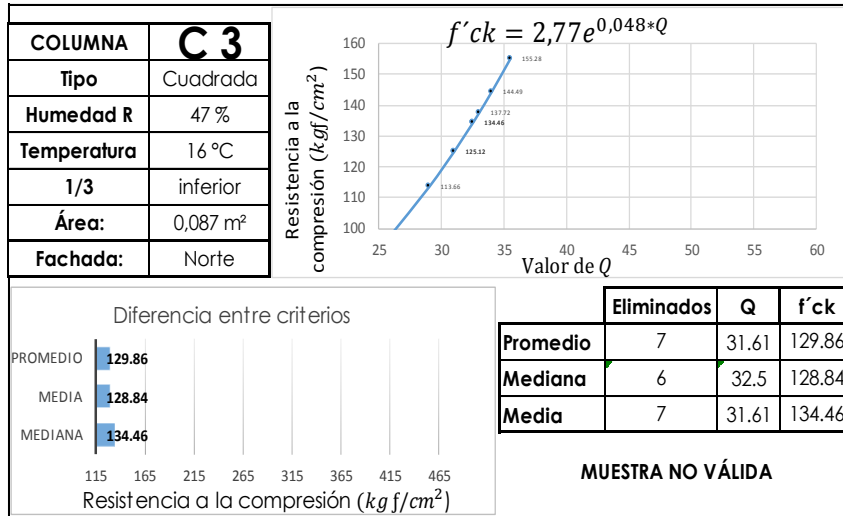 COLUMNA C 3
Tipo Cuadrada
Humedad R 47 %
Temperatura 16 °C
1/3 inferior
Área: 0,087 m²
Fachada: Norte
f´ck = 2,77e^{0,048*Q}
Resistencia a la
compresión (kgf/cm²)
160
150
140
130
120
110
100
155.28
144.49
137.72
134.46
125.12
113.66
25 30 35 40 45 50 55 60
Valor de Q
Diferencia entre criterios
PROMEDIO 129.86
MEDIA 128.84
MEDIANA 134.46
115 165 215 265 315 365 415 465
Resistencia a la compresión (kg f/cm²)
Eliminados Q f´ck
Promedio 7 31.61 129.86
Mediana 6 32.5 128.84
Media 7 31.61 134.46
MUESTRA NO VÁLIDA